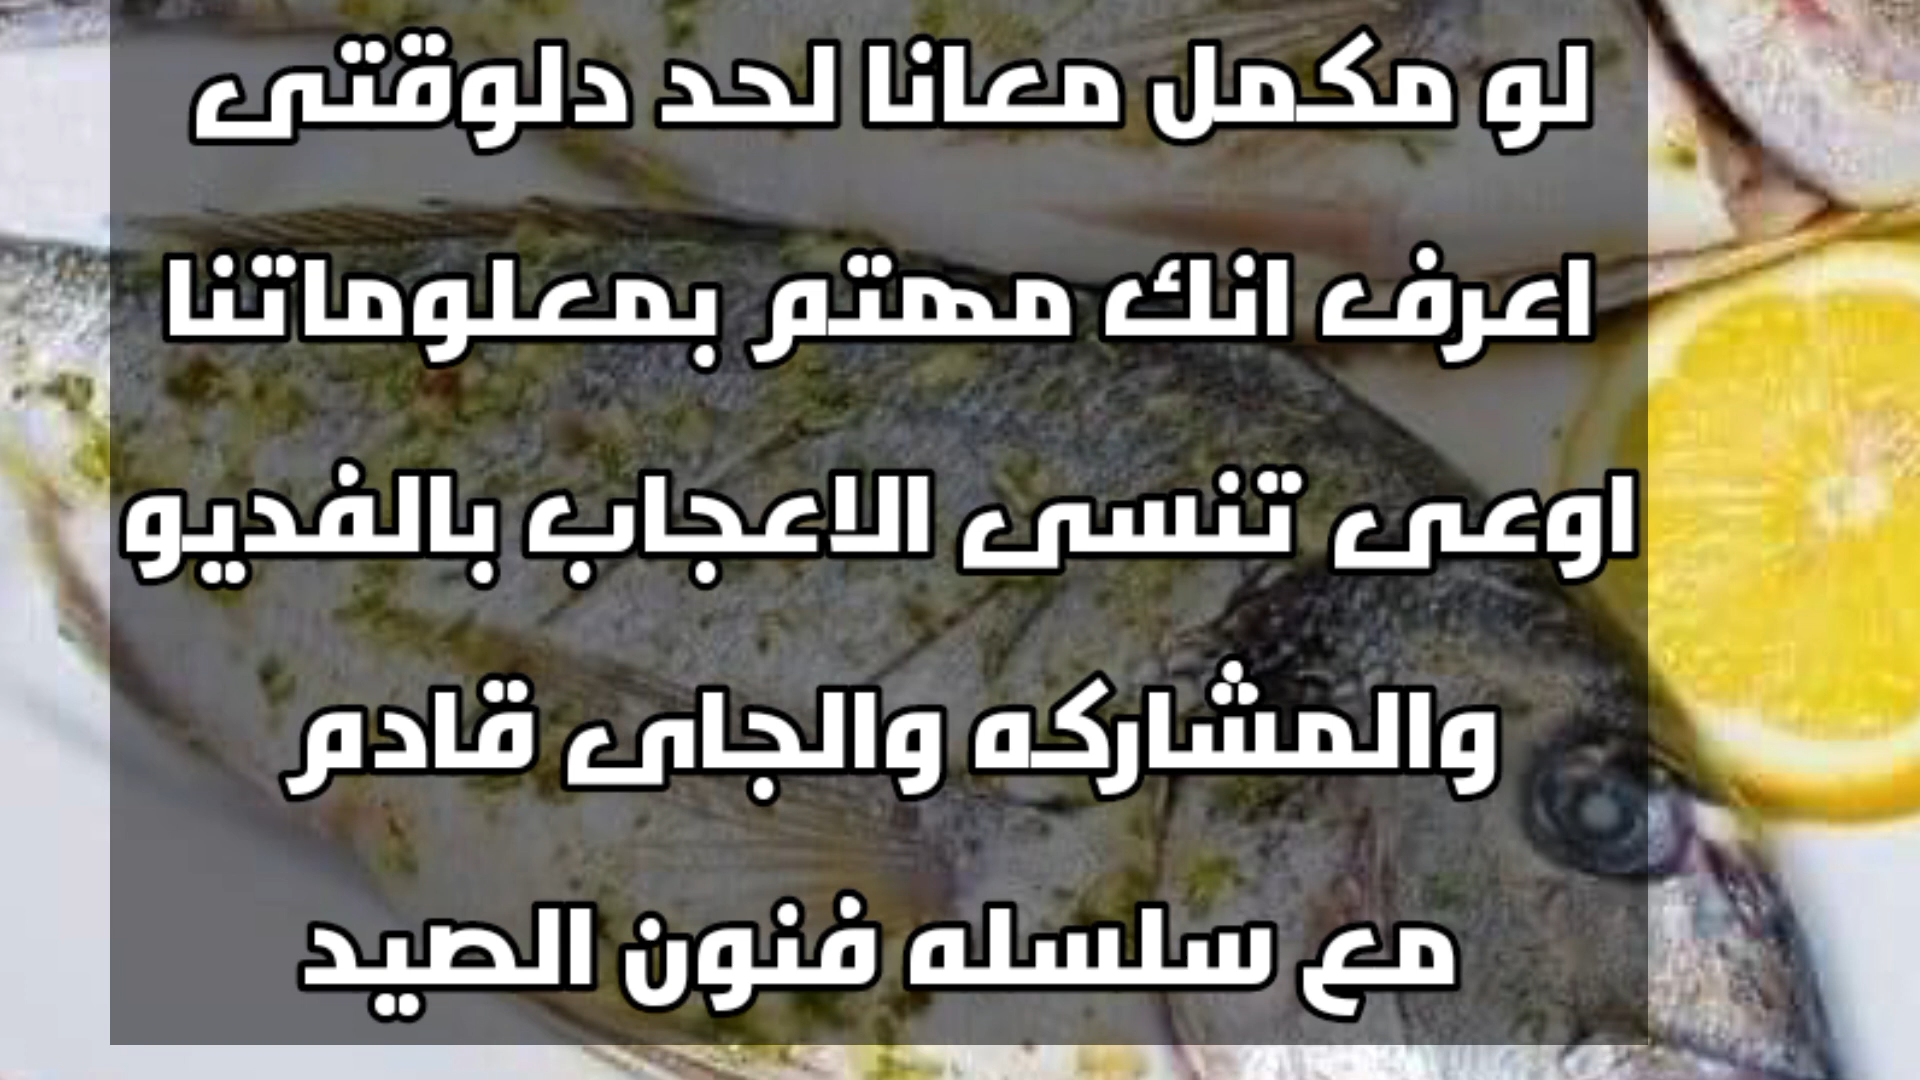 لو مكمل معانا لحد دلوقتى
اعرف انك مهتم بمعلوماتنا
اوعى تنسى الاعجاب بالفديو
والمشاركه والجاى قادم
مع سلسله فنون الصيد